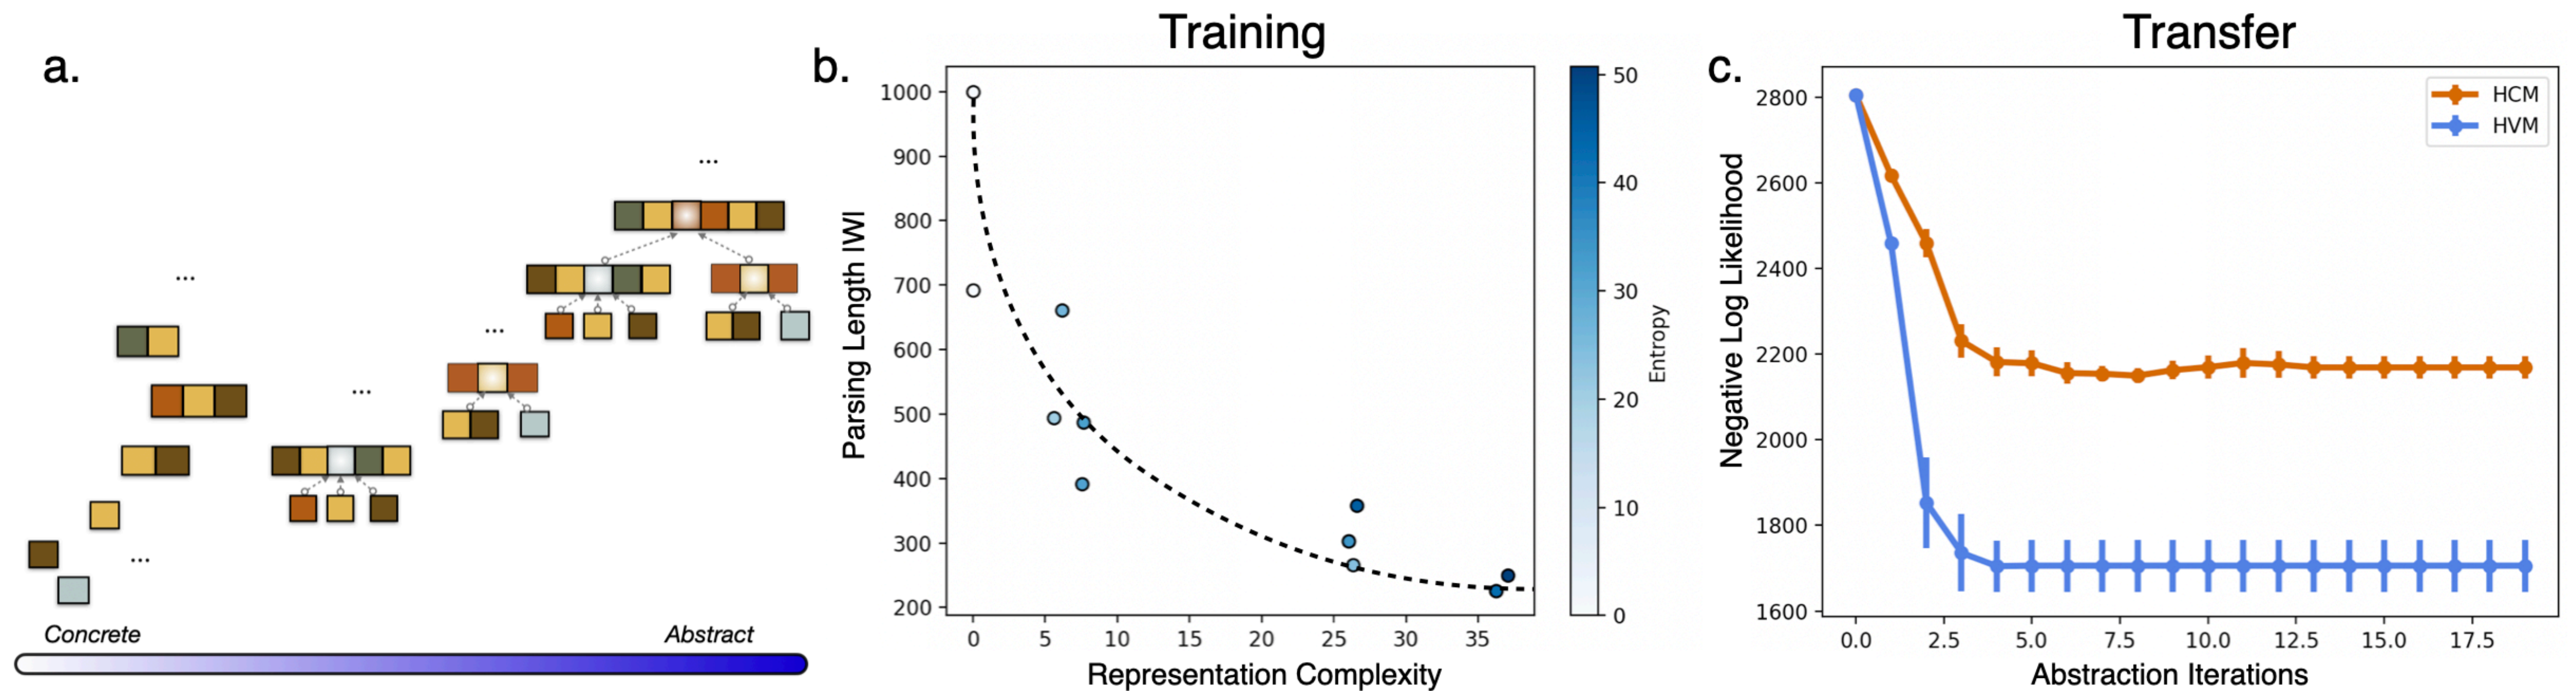 a.
...
...
...
...
...
Concrete
Abstract
b.
Training
1000
900
800
700
600
500
400
300
200
Parsing Length |W|
0 5 10 15 20 25 30 35
Representation Complexity
50
40
30
20
10
0
Entropy
c.
Transfer
HCM
HVM
2800
2600
2400
2200
2000
1800
1600
Negative Log Likelihood
0.0 2.5 5.0 7.5 10.0 12.5 15.0 17.5
Abstraction Iterations